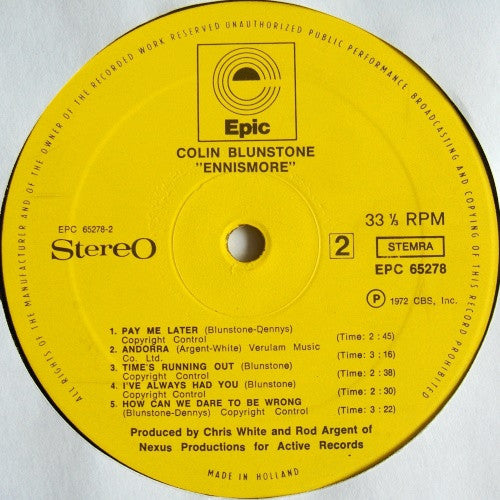 ALL RIGHTS OF THE MANUFACTURER AND OF THE OWNER OF THE RECORDED WORK RESERVED UNAUTHORIZED PUBLIC PERFORMANCE BROADCASTING AND COPYING OF THIS RECORD PROHIBITED
Epic
COLIN BLUNSTONE
"ENNISMORE"
EPC 65278-2
Stereo
2
33 ⅓ RPM
STEMRA
EPC 65278
P 1972 CBS, Inc.
1. PAY ME LATER (Blunstone-Dennys)
Copyright Control (Time: 2 : 45)
2. ANDORRA (Argent-White) Verulam Music
Co. Ltd. (Time: 3 : 16)
3. TIME'S RUNNING OUT (Blunstone)
Copyright Control (Time: 2 : 38)
4. I'VE ALWAYS HAD YOU (Blunstone)
Copyright Control (Time: 2 : 30)
5. HOW CAN WE DARE TO BE WRONG
(Blunstone-Dennys) Copyright Control (Time: 3 : 22)
Produced by Chris White and Rod Argent of
Nexus Productions for Active Records
MADE IN HOLLAND